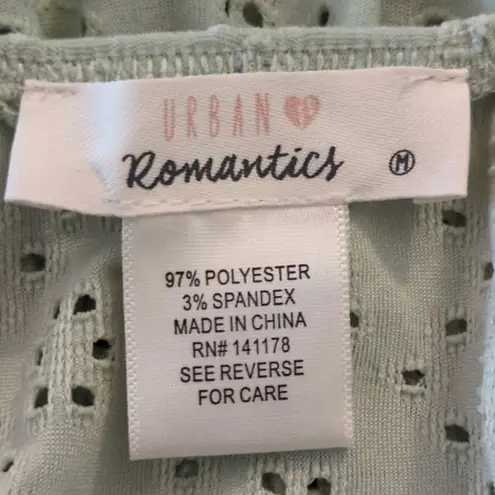 URBAN
Romantics M
97% POLYESTER
3% SPANDEX
MADE IN CHINA
RN# 141178
SEE REVERSE
FOR CARE